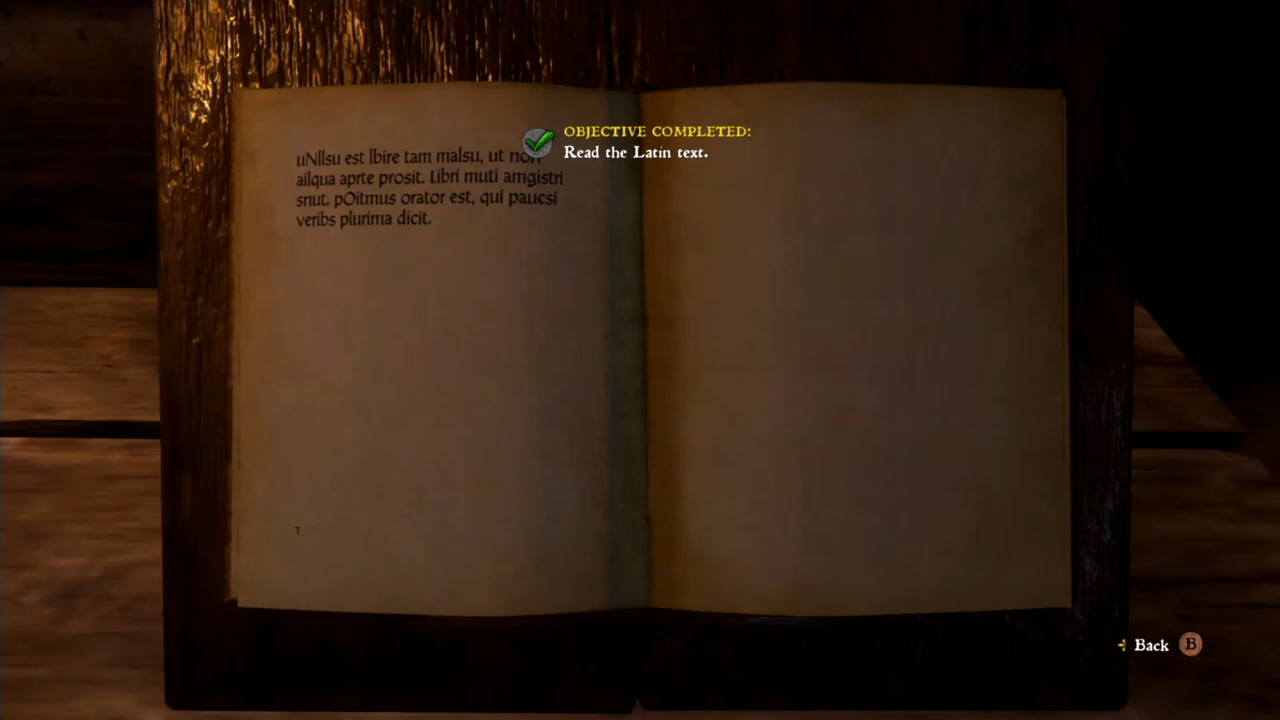 OBJECTIVE COMPLETED:
Read the Latin text.
uNllsu est lbire tam malsu, ut non
ailqua aprte prosit. Libri muti amgistri
snut. pOitmus orator est, qui paucsi
veribs plurima dicit.
1
Back B